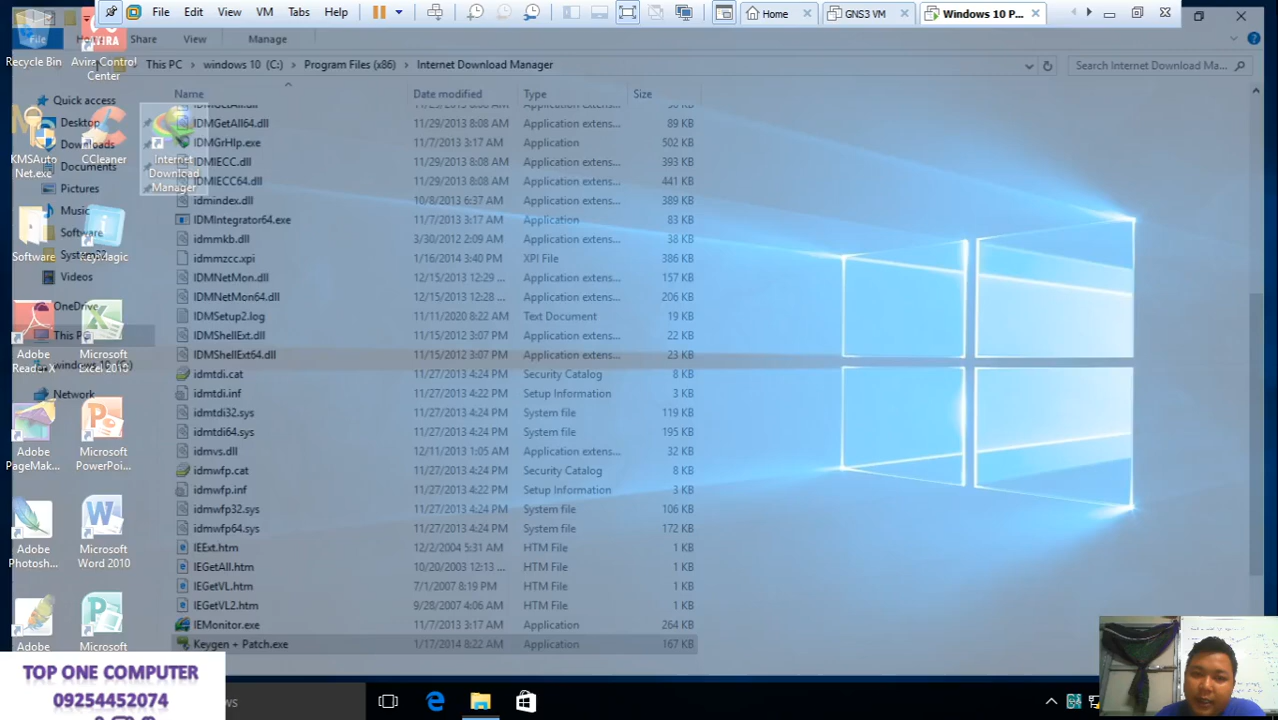 File Edit View VM Tabs Help
Home GNS3 VM Windows 10 P...
File Share View Manage
This PC windows 10 (C:) Program Files (x86) Internet Download Manager Search Internet Download Ma...
Name Date modified Type Size
IDMGetAll64.dll 11/29/2013 8:08 AM Application extens... 89 KB
IDMGrHlp.exe 11/7/2013 3:17 AM Application 502 KB
IDMIECC.dll 11/29/2013 8:08 AM Application extens... 393 KB
IDMIECC64.dll 11/29/2013 8:08 AM Application extens... 441 KB
idmindex.dll 10/8/2013 6:37 AM Application extens... 389 KB
IDMIntegrator64.exe 11/7/2013 3:17 AM Application 83 KB
idmmkb.dll 3/30/2012 2:09 AM Application extens... 38 KB
idmmzcc.xpi 1/16/2014 3:40 PM XPI File 386 KB
IDMNetMon.dll 12/15/2013 12:29 ... Application extens... 157 KB
IDMNetMon64.dll 12/15/2013 12:28 ... Application extens... 206 KB
IDMSetup2.log 11/11/2020 8:22 AM Text Document 19 KB
IDMShellExt.dll 11/15/2012 3:07 PM Application extens... 22 KB
IDMShellExt64.dll 11/15/2012 3:07 PM Application extens... 23 KB
idmtdi.cat 11/27/2013 4:24 PM Security Catalog 8 KB
idmtdi.inf 11/27/2013 4:22 PM Setup Information 3 KB
idmtdi32.sys 11/27/2013 4:24 PM System file 119 KB
idmtdi64.sys 11/27/2013 4:24 PM System file 195 KB
idmvs.dll 12/11/2013 1:05 AM Application extens... 32 KB
idmwfp.cat 11/27/2013 4:24 PM Security Catalog 8 KB
idmwfp.inf 11/27/2013 4:22 PM Setup Information 3 KB
idmwfp32.sys 11/27/2013 4:24 PM System file 106 KB
idmwfp64.sys 11/27/2013 4:24 PM System file 172 KB
IEExt.htm 12/2/2004 5:31 AM HTM File 1 KB
IEGetAll.htm 10/20/2003 12:13 ... HTM File 1 KB
IEGetVL.htm 7/1/2007 8:19 PM HTM File 1 KB
IEGetVL2.htm 9/28/2007 4:06 AM HTM File 1 KB
IEMonitor.exe 11/7/2013 3:17 AM Application 264 KB
Keygen + Patch.exe 1/17/2014 8:22 AM Application 167 KB
Quick access
Desktop
Downloads
Documents
Pictures
Music
Videos
OneDrive
windows 10 (C:)
Network
Recycle Bin
Avira Control
Center
KMSAuto
Net.exe
CCleaner
Internet
Download
Manager
Software
KeyMagic
Adobe
Reader X
Microsoft
Excel 2010
Adobe
PageMak...
Microsoft
PowerPoi...
Adobe
Photosh...
Microsoft
Word 2010
Adobe
Microsoft
TOP ONE COMPUTER
09254452074
ws